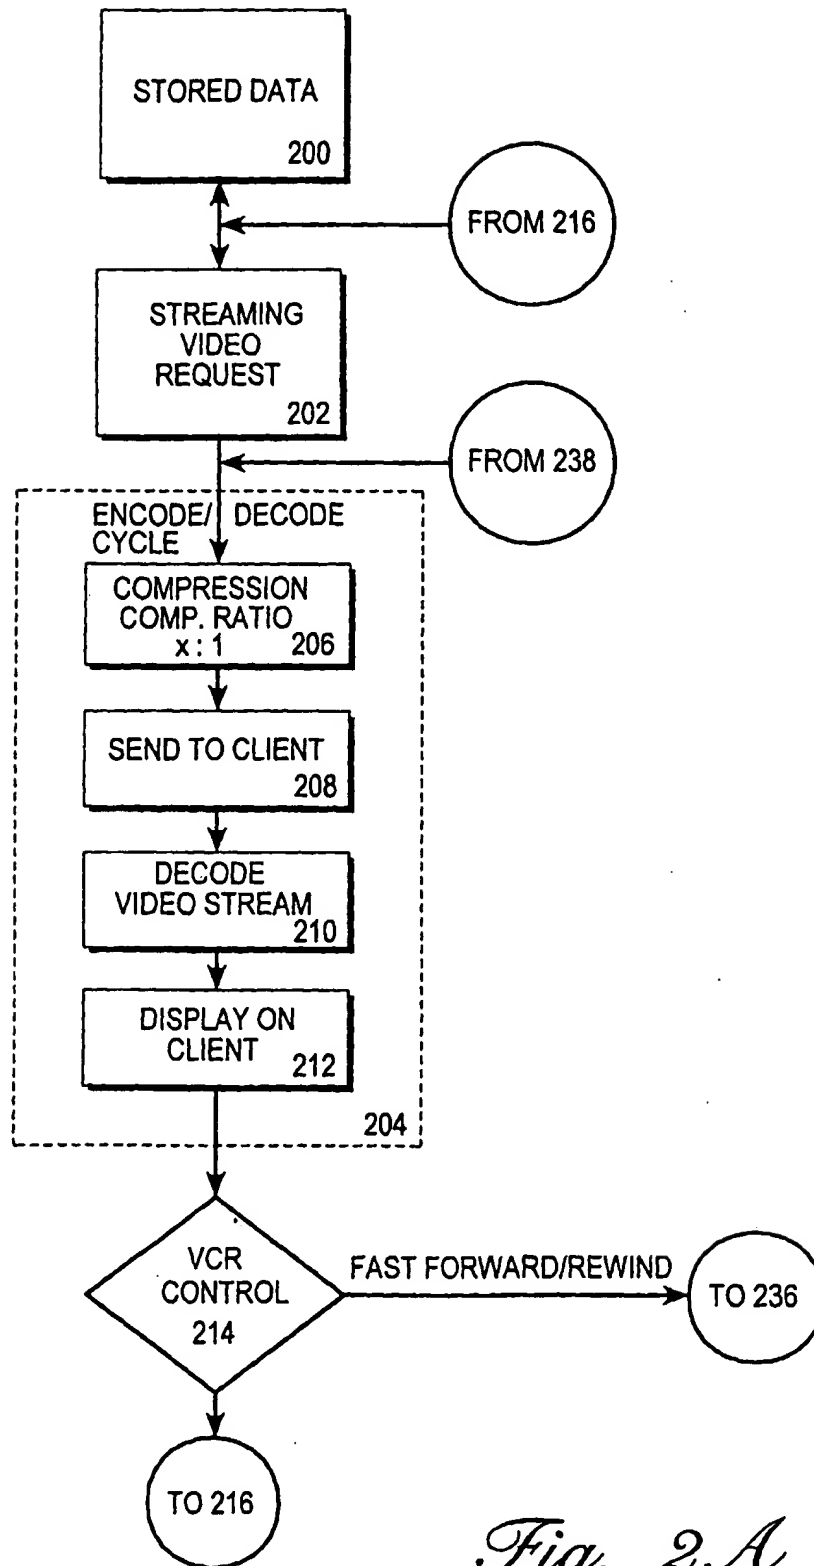 STORED DATA
200
FROM 216
STREAMING
VIDEO
REQUEST
202
FROM 238
ENCODE/ DECODE
CYCLE
COMPRESSION
COMP. RATIO
x : 1 206
SEND TO CLIENT
208
DECODE
VIDEO STREAM
210
DISPLAY ON
CLIENT
212
204
VCR
CONTROL
214
FAST FORWARD/REWIND
TO 236
TO 216
Fig. 2A